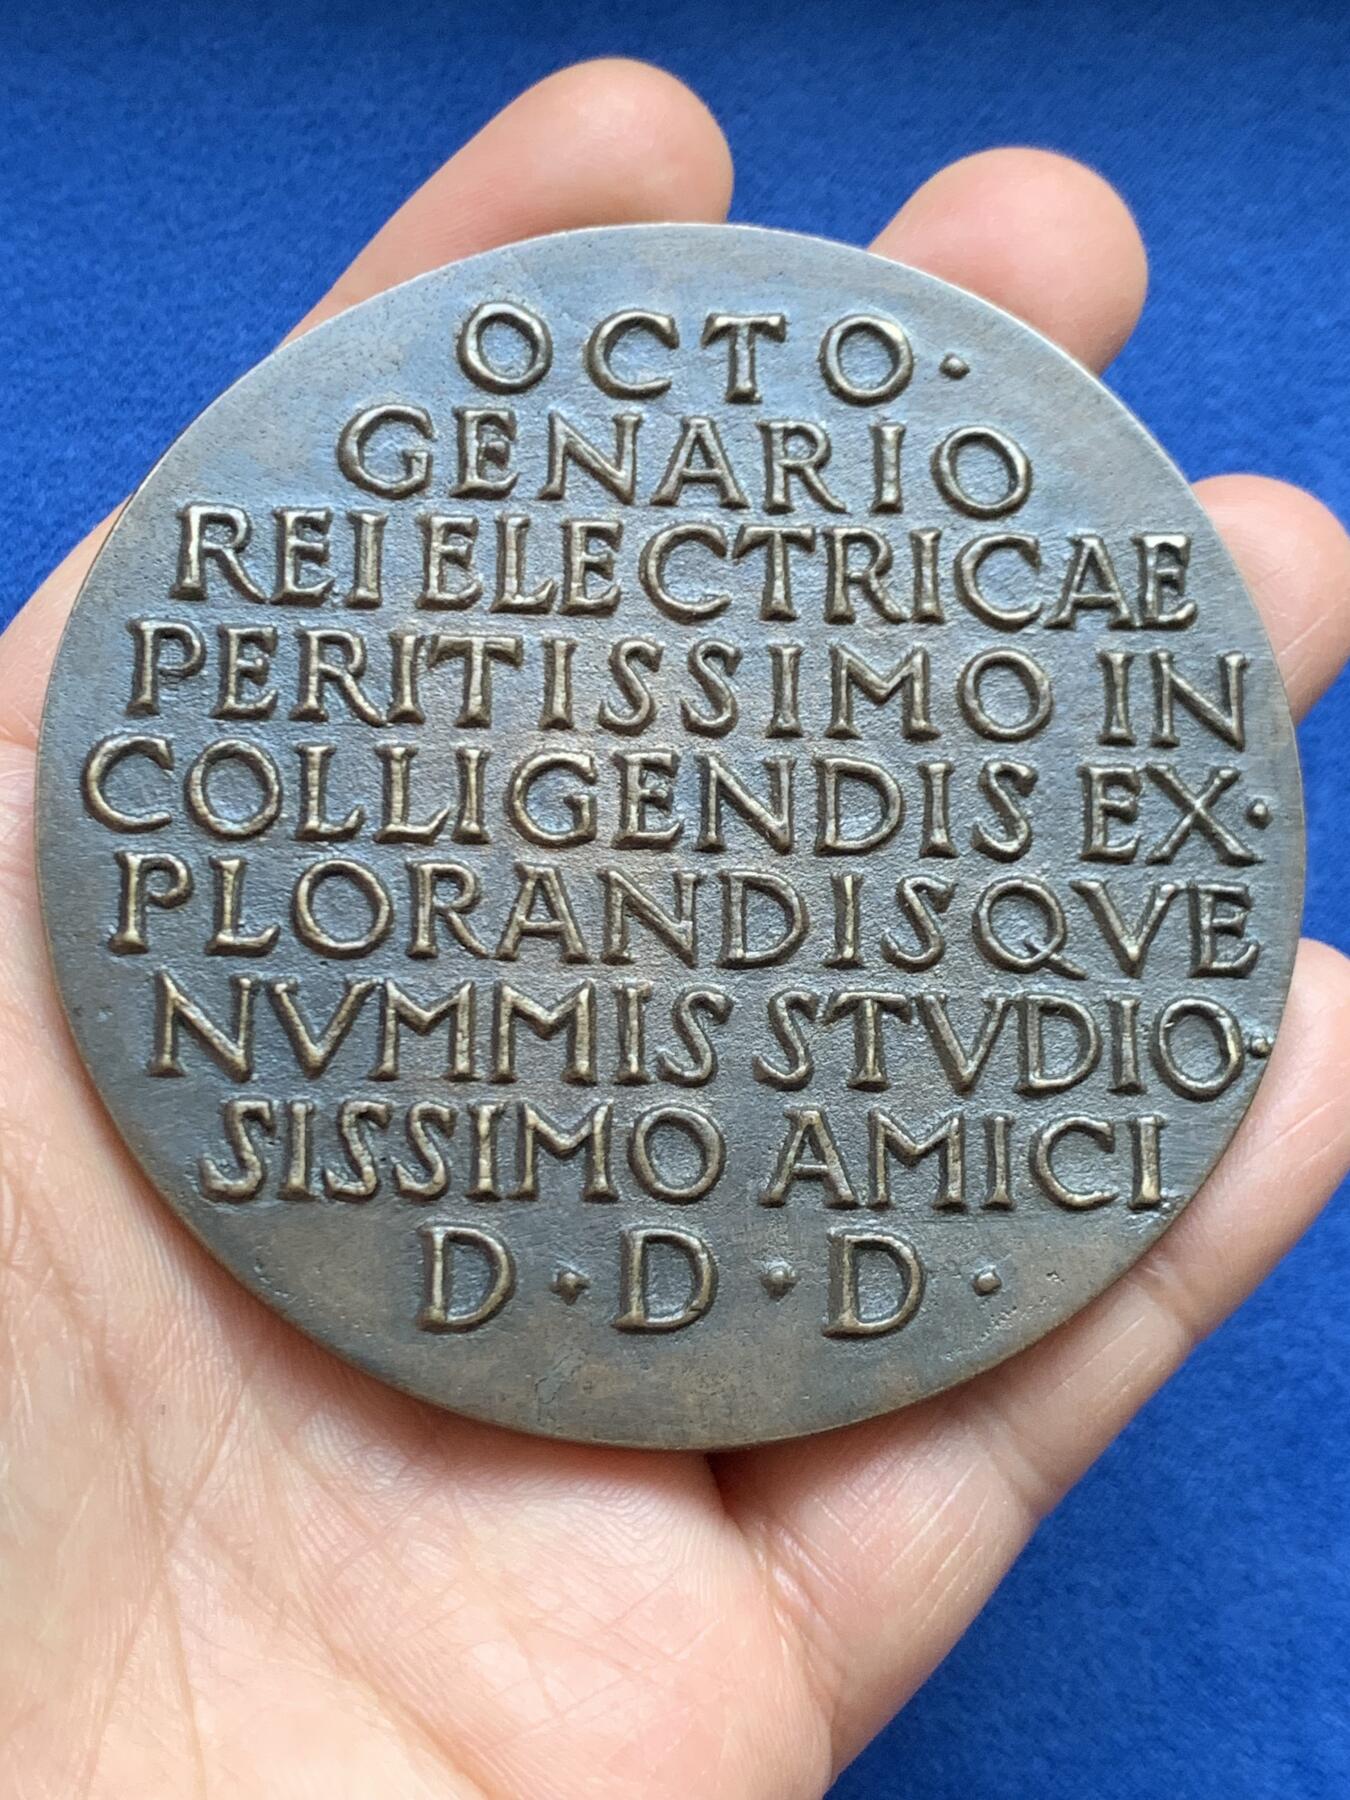 OCTO·
GENARIO
REI ELECTRICAE
PERITISSIMO IN
COLLIGENDIS EX·
PLORANDISQVE
NVMMIS STVDIO·
SISSIMO AMICI
D·D·D·